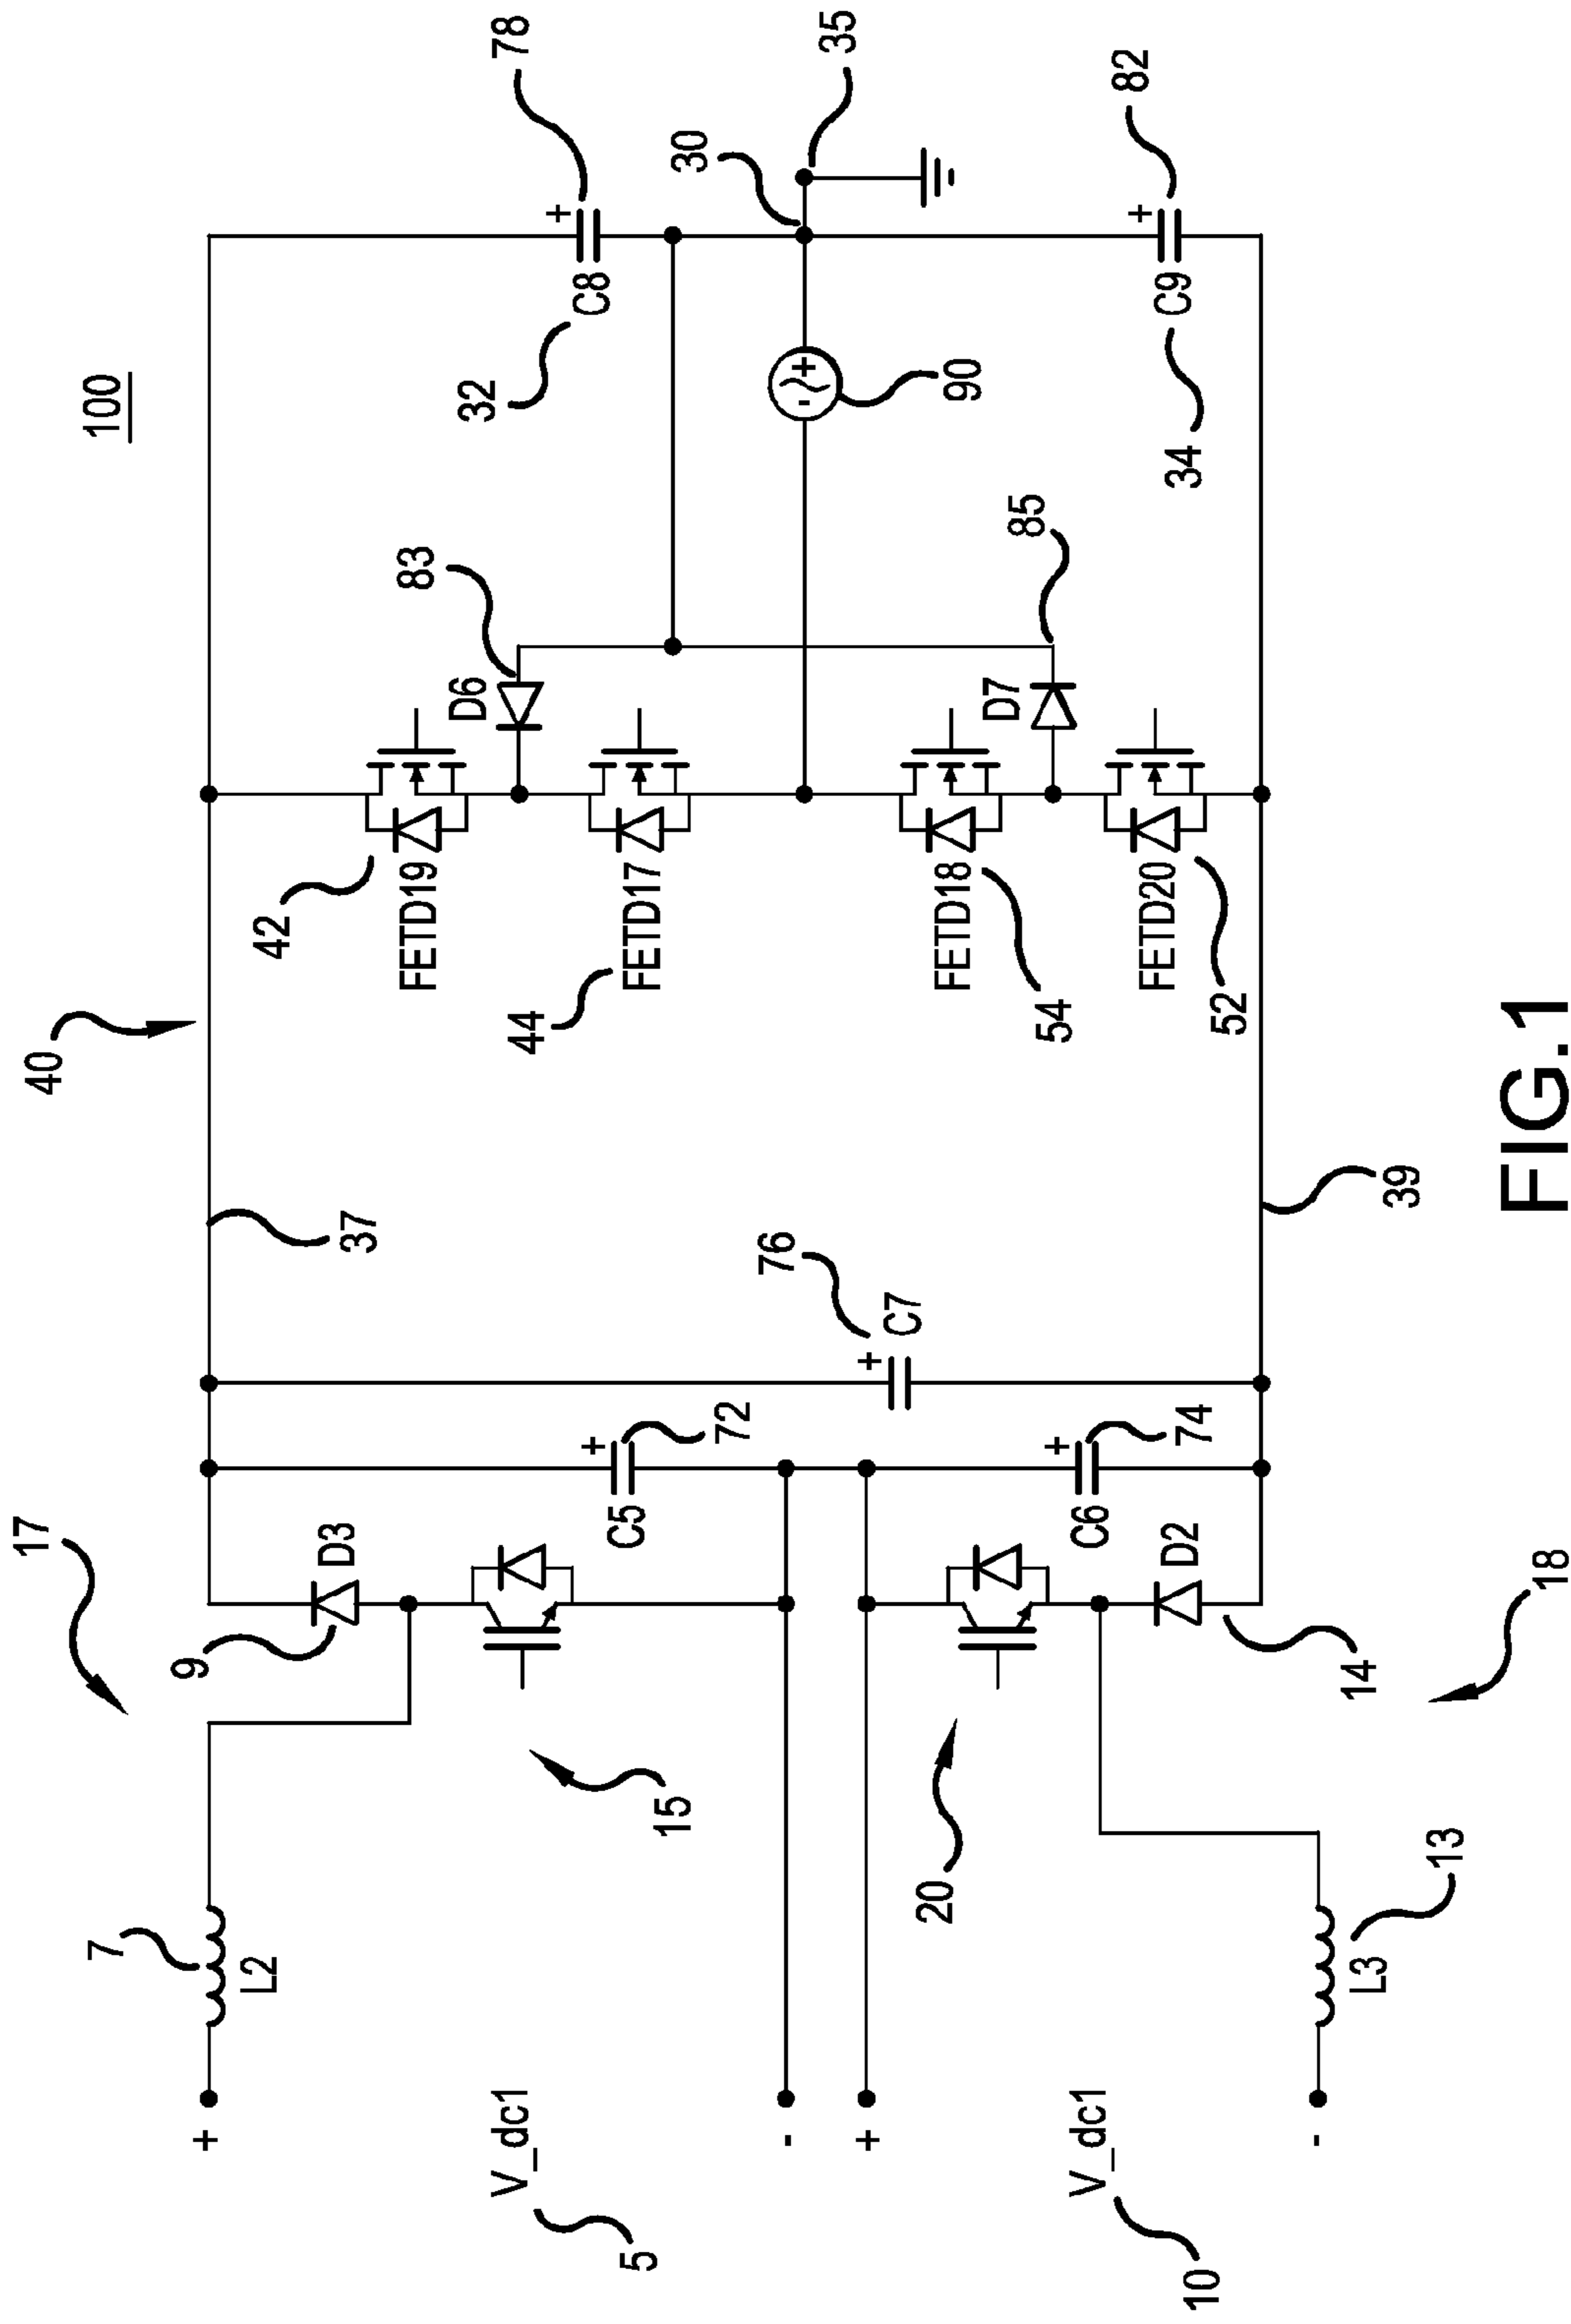 100
40
17
37
42
83
D6
32
C8
+
78
9
D3
7
L2
+
FETD19
44
FETD17
30
35
15
C5
+
72
76
+
C7
90
- +
V_dc1
5
-
+
20
C6
+
74
54
FETD18
D7
85
34
C9
+
82
V_dc1
10
14
D2
52
FETD20
39
18
13
L3
-
FIG.1